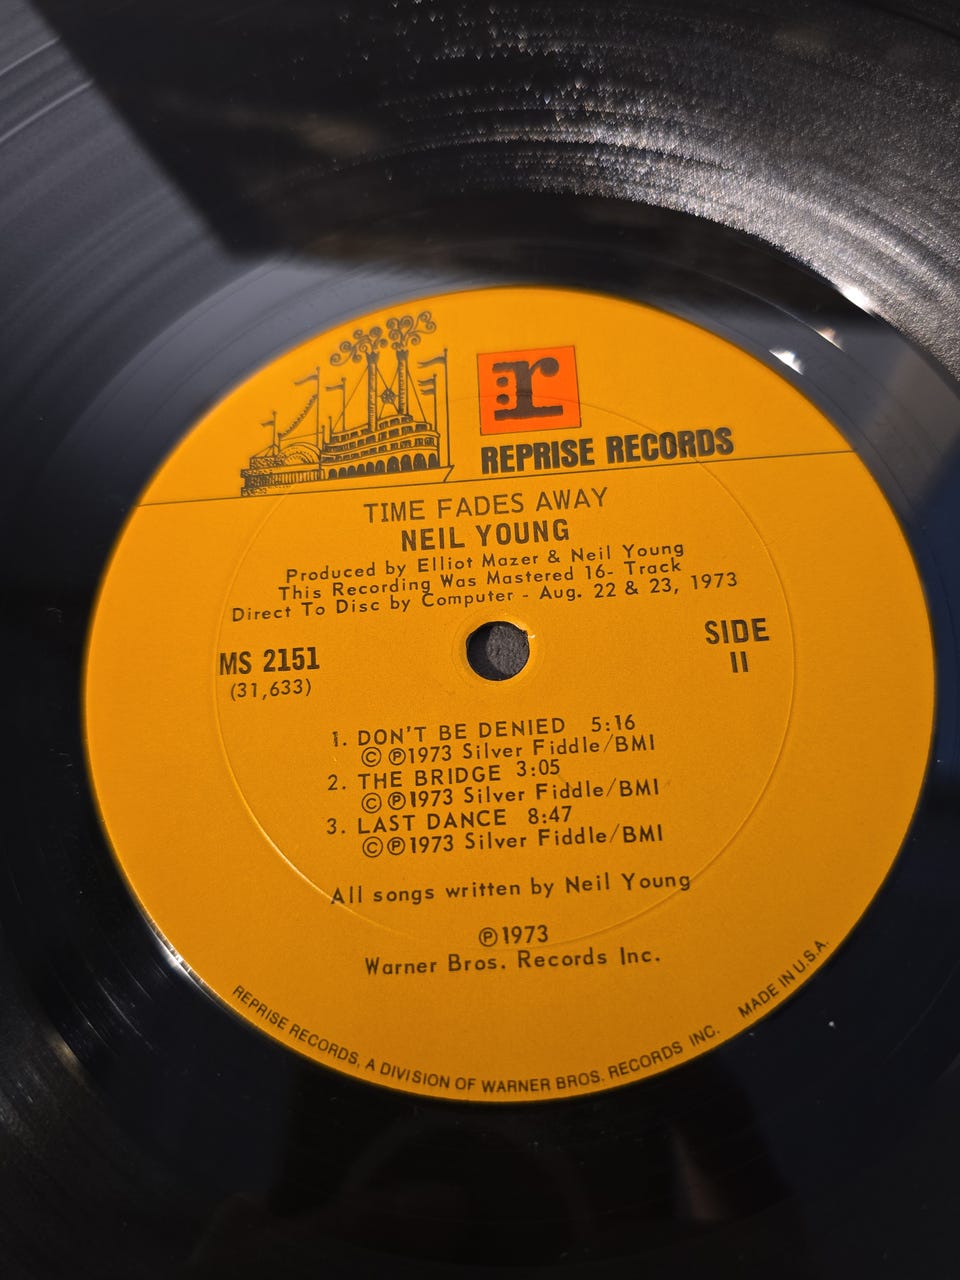 r
REPRISE RECORDS
TIME FADES AWAY
NEIL YOUNG
Produced by Elliot Mazer & Neil Young
This Recording Was Mastered 16- Track
Direct To Disc by Computer - Aug. 22 & 23, 1973
MS 2151
(31,633)
SIDE
II
1. DON'T BE DENIED 5:16
©℗1973 Silver Fiddle/BMI
2. THE BRIDGE 3:05
©℗1973 Silver Fiddle/BMI
3. LAST DANCE 8:47
©℗1973 Silver Fiddle/BMI
All songs written by Neil Young
℗1973
Warner Bros. Records Inc.
REPRISE RECORDS, A DIVISION OF WARNER BROS. RECORDS INC. MADE IN U.S.A.